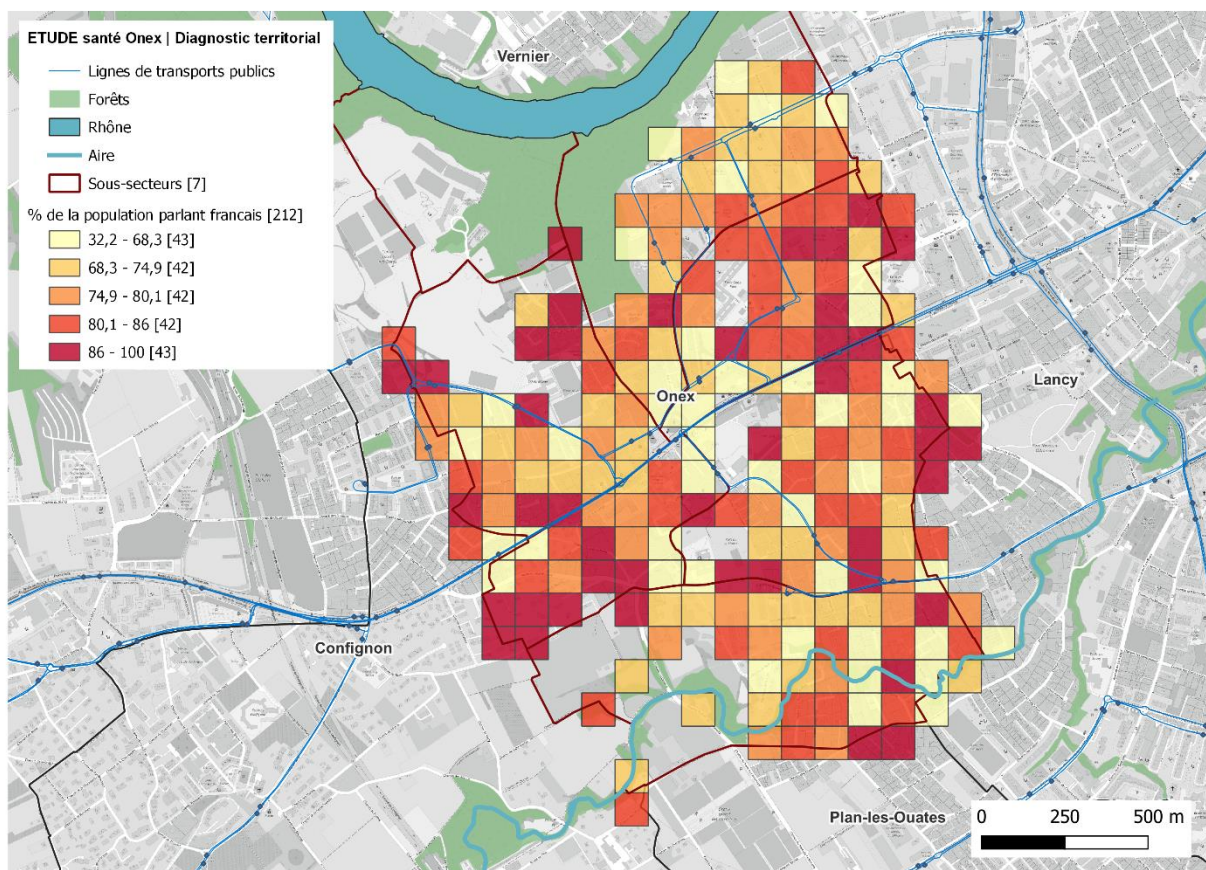 ETUDE santé Onex | Diagnostic territorial
Lignes de transports publics
Forêts
Rhône
Aire
Sous-secteurs [7]
% de la population parlant francais [212]
32,2 - 68,3 [43]
68,3 - 74,9 [42]
74,9 - 80,1 [42]
80,1 - 86 [42]
86 - 100 [43]
Vernier
Lancy
Onex
Confignon
Plan-les-Ouates
0 250 500 m